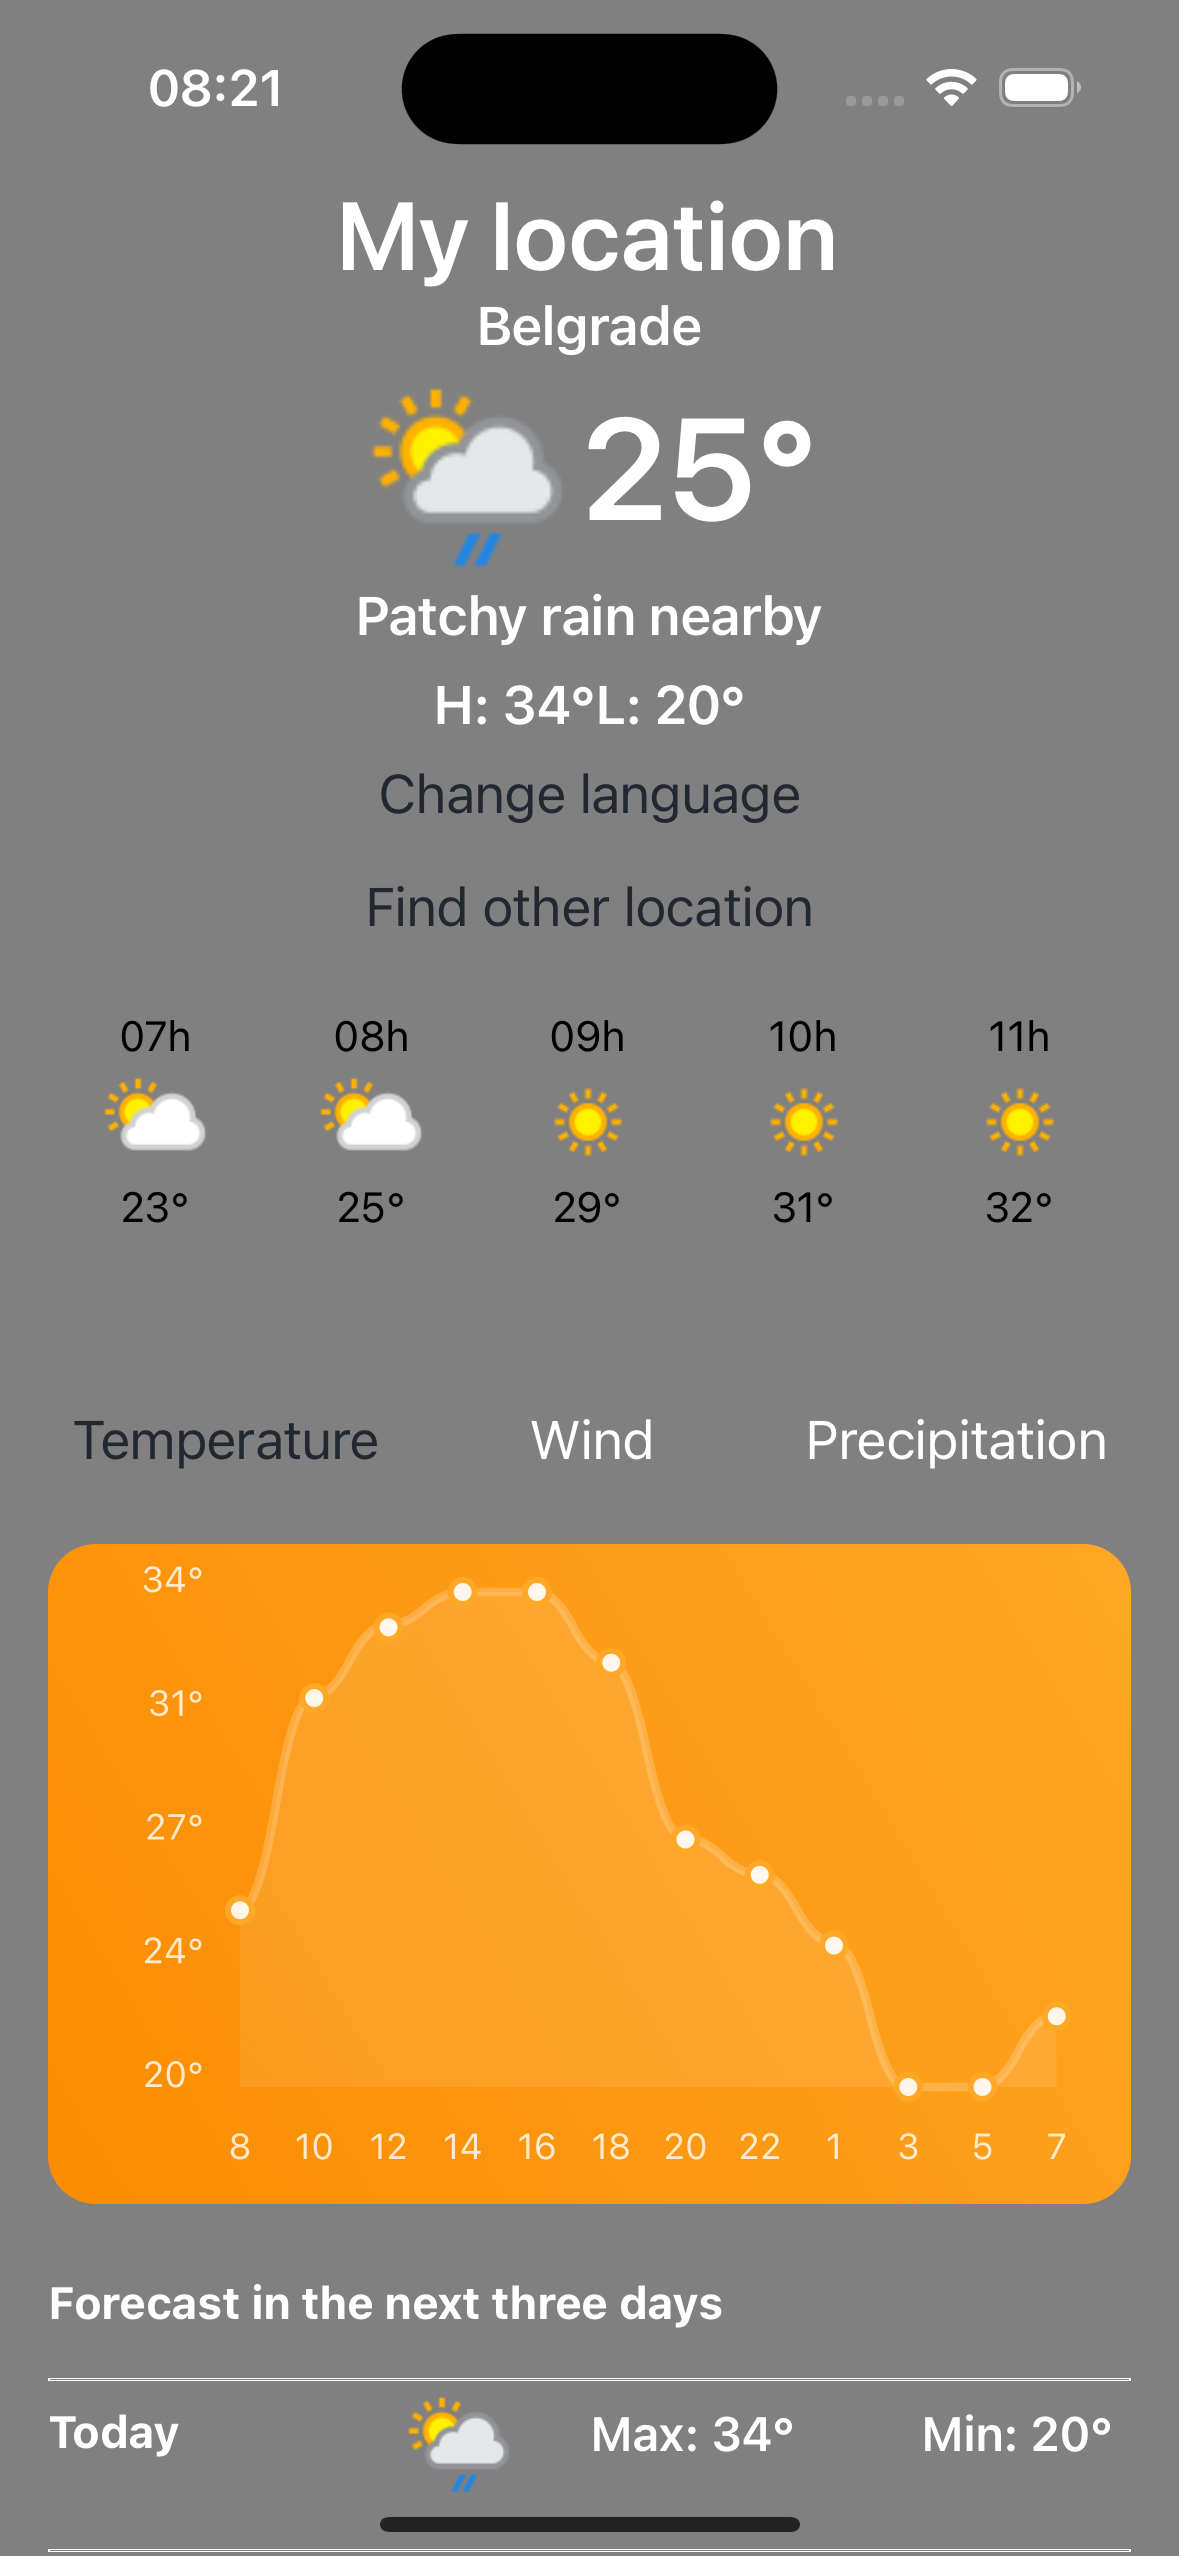 08:21
My location
Belgrade
25°
Patchy rain nearby
H: 34°L: 20°
Change language
Find other location
07h 08h 09h 10h 11h
23° 25° 29° 31° 32°
Temperature Wind Precipitation
34°
31°
27°
24°
20°
8 10 12 14 16 18 20 22 1 3 5 7
Forecast in the next three days
Today Max: 34° Min: 20°